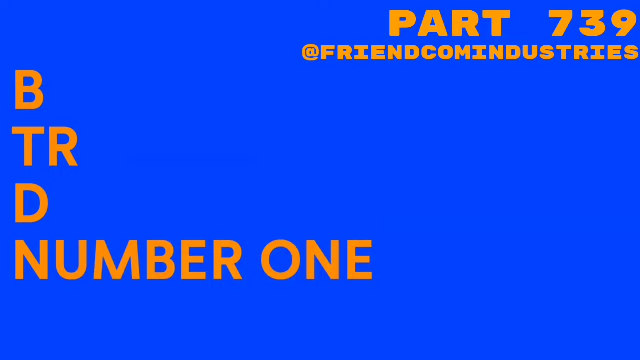 PART 739
@FRIENDCOMINDUSTRIES
B
TR
D
NUMBER ONE